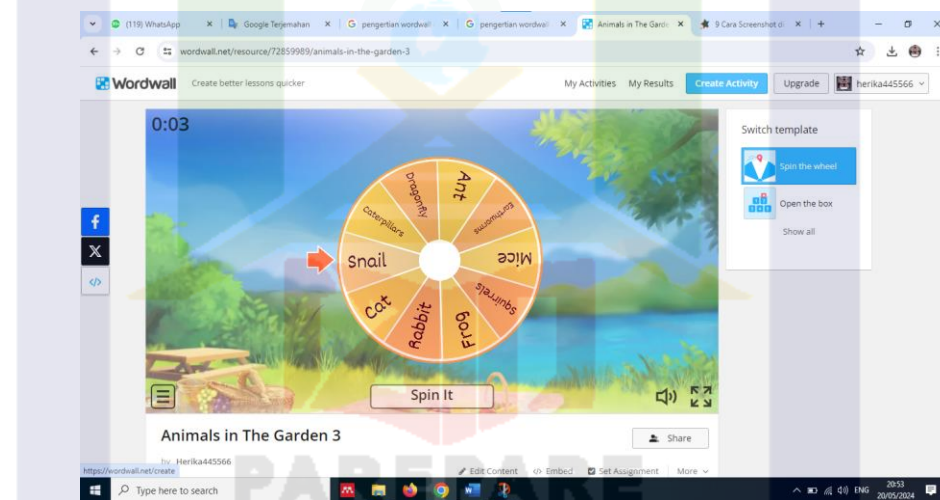 (119) WhatsApp
Google Terjemahan
pengertian wordwall
pengertian wordwall
Animals in The Garde
9 Cara Screenshot di
wordwall.net/resource/72859989/animals-in-the-garden-3
Wordwall
Create better lessons quicker
My Activities
My Results
Create Activity
Upgrade
herika445566
0:03
Ant
Earthworms
Mice
Squirrels
Frog
Rabbit
Cat
Snail
Caterpillars
Dragonfly
Spin It
Switch template
Spin the wheel
Open the box
Show all
Animals in The Garden 3
Share
by Herika445566
Edit Content
Embed
Set Assignment
More
https://wordwall.net/create
PAREPARE
Type here to search
ENG
20:53
20/05/2024